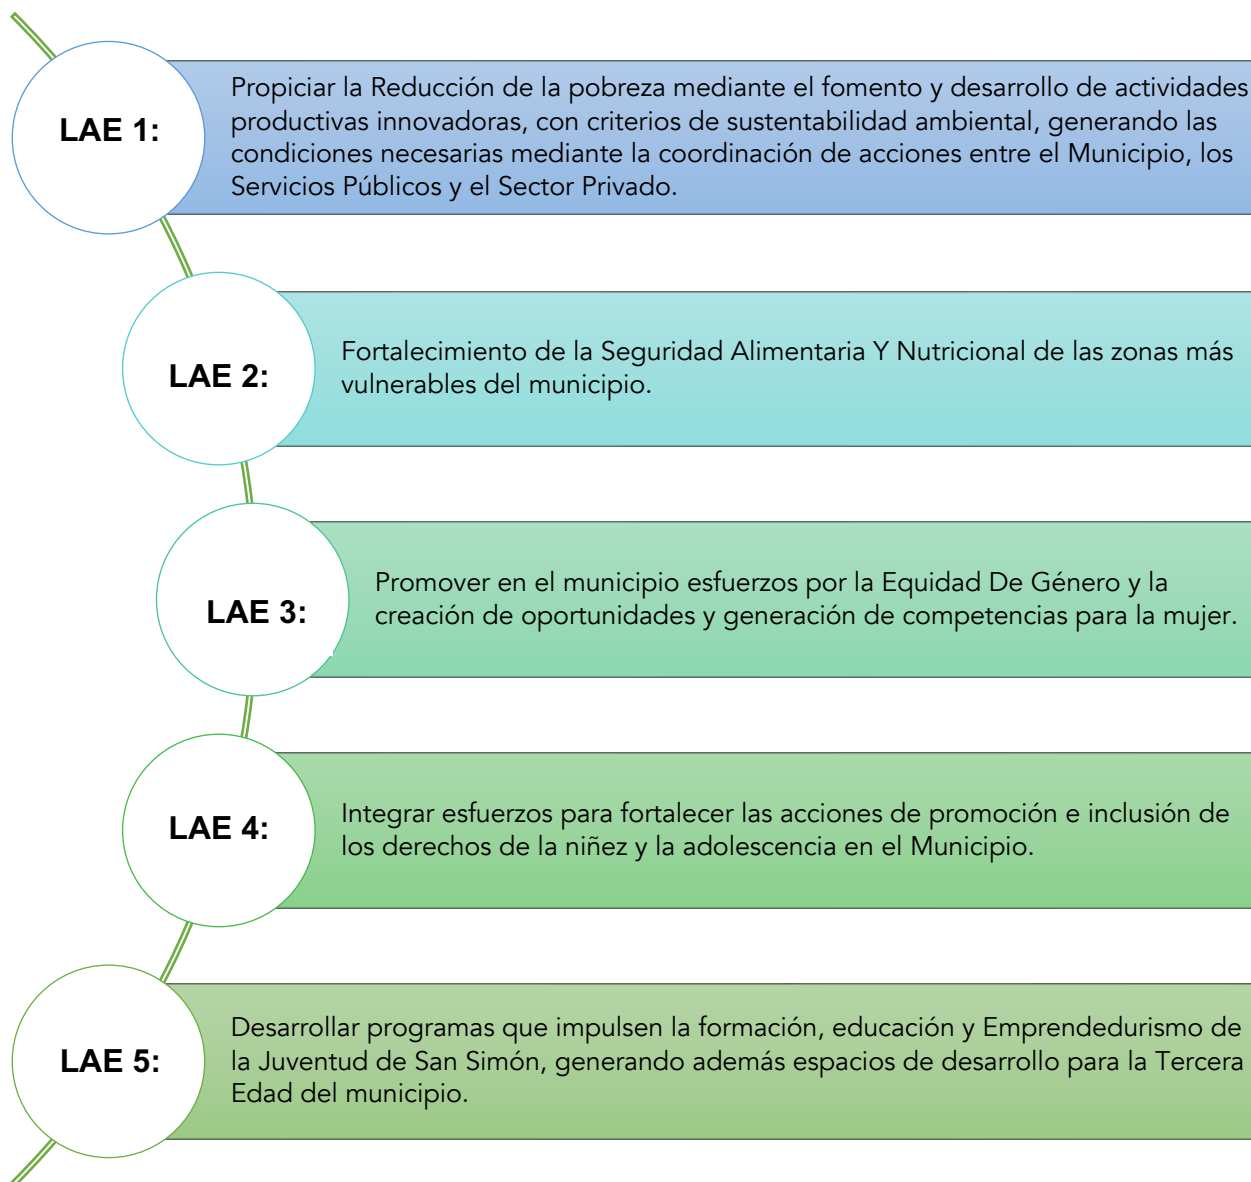 LAE 1:
Propiciar la Reducción de la pobreza mediante el fomento y desarrollo de actividades
productivas innovadoras, con criterios de sustentabilidad ambiental, generando las
condiciones necesarias mediante la coordinación de acciones entre el Municipio, los
Servicios Públicos y el Sector Privado.
LAE 2:
Fortalecimiento de la Seguridad Alimentaria Y Nutricional de las zonas más
vulnerables del municipio.
LAE 3:
Promover en el municipio esfuerzos por la Equidad De Género y la
creación de oportunidades y generación de competencias para la mujer.
LAE 4:
Integrar esfuerzos para fortalecer las acciones de promoción e inclusión de
los derechos de la niñez y la adolescencia en el Municipio.
LAE 5:
Desarrollar programas que impulsen la formación, educación y Emprendedurismo de
la Juventud de San Simón, generando además espacios de desarrollo para la Tercera
Edad del municipio.